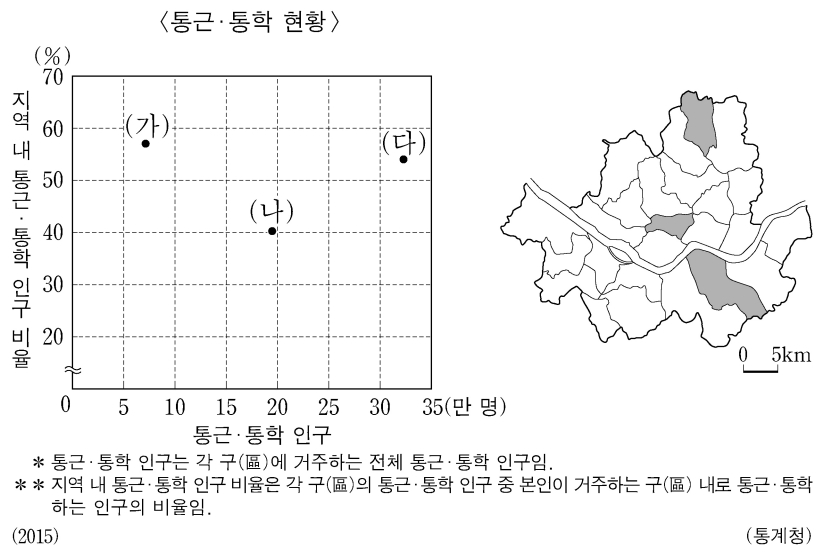 〈통근·통학 현황〉
(%)
70
60
50
40
30
20
0
5
10
15
20
25
30
35(만 명)
지역 내 통근·통학 인구 비율
통근·통학 인구
(가)
(나)
(다)
0 5km
* 통근·통학 인구는 각 구(區)에 거주하는 전체 통근·통학 인구임.
** 지역 내 통근·통학 인구 비율은 각 구(區)의 통근·통학 인구 중 본인이 거주하는 구(區) 내로 통근·통학
하는 인구의 비율임.
(2015) (통계청)